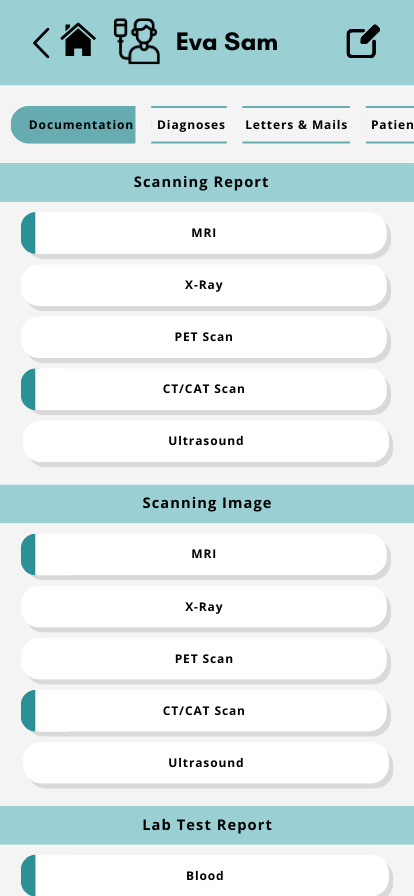 Eva Sam
Documentation
Diagnoses
Letters & Mails
Patien
Scanning Report
MRI
X-Ray
PET Scan
CT/CAT Scan
Ultrasound
Scanning Image
MRI
X-Ray
PET Scan
CT/CAT Scan
Ultrasound
Lab Test Report
Blood